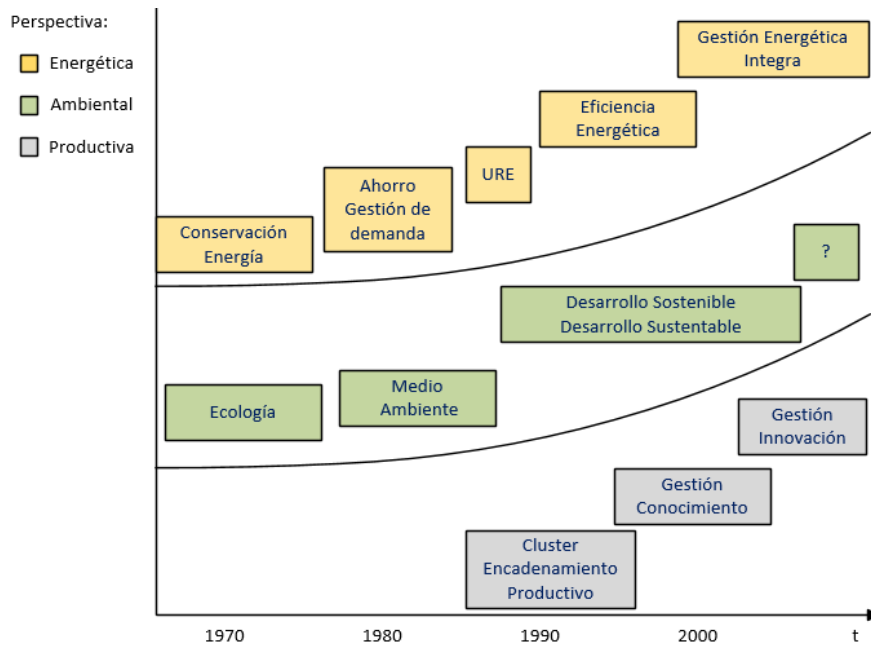 Perspectiva:
Energética
Ambiental
Productiva
Gestión Energética
Integra
Eficiencia
Energética
URE
Ahorro
Gestión de
demanda
Conservación
Energía
?
Desarrollo Sostenible
Desarrollo Sustentable
Medio
Ambiente
Ecología
Gestión
Innovación
Gestión
Conocimiento
Cluster
Encadenamiento
Productivo
1970 1980 1990 2000 t